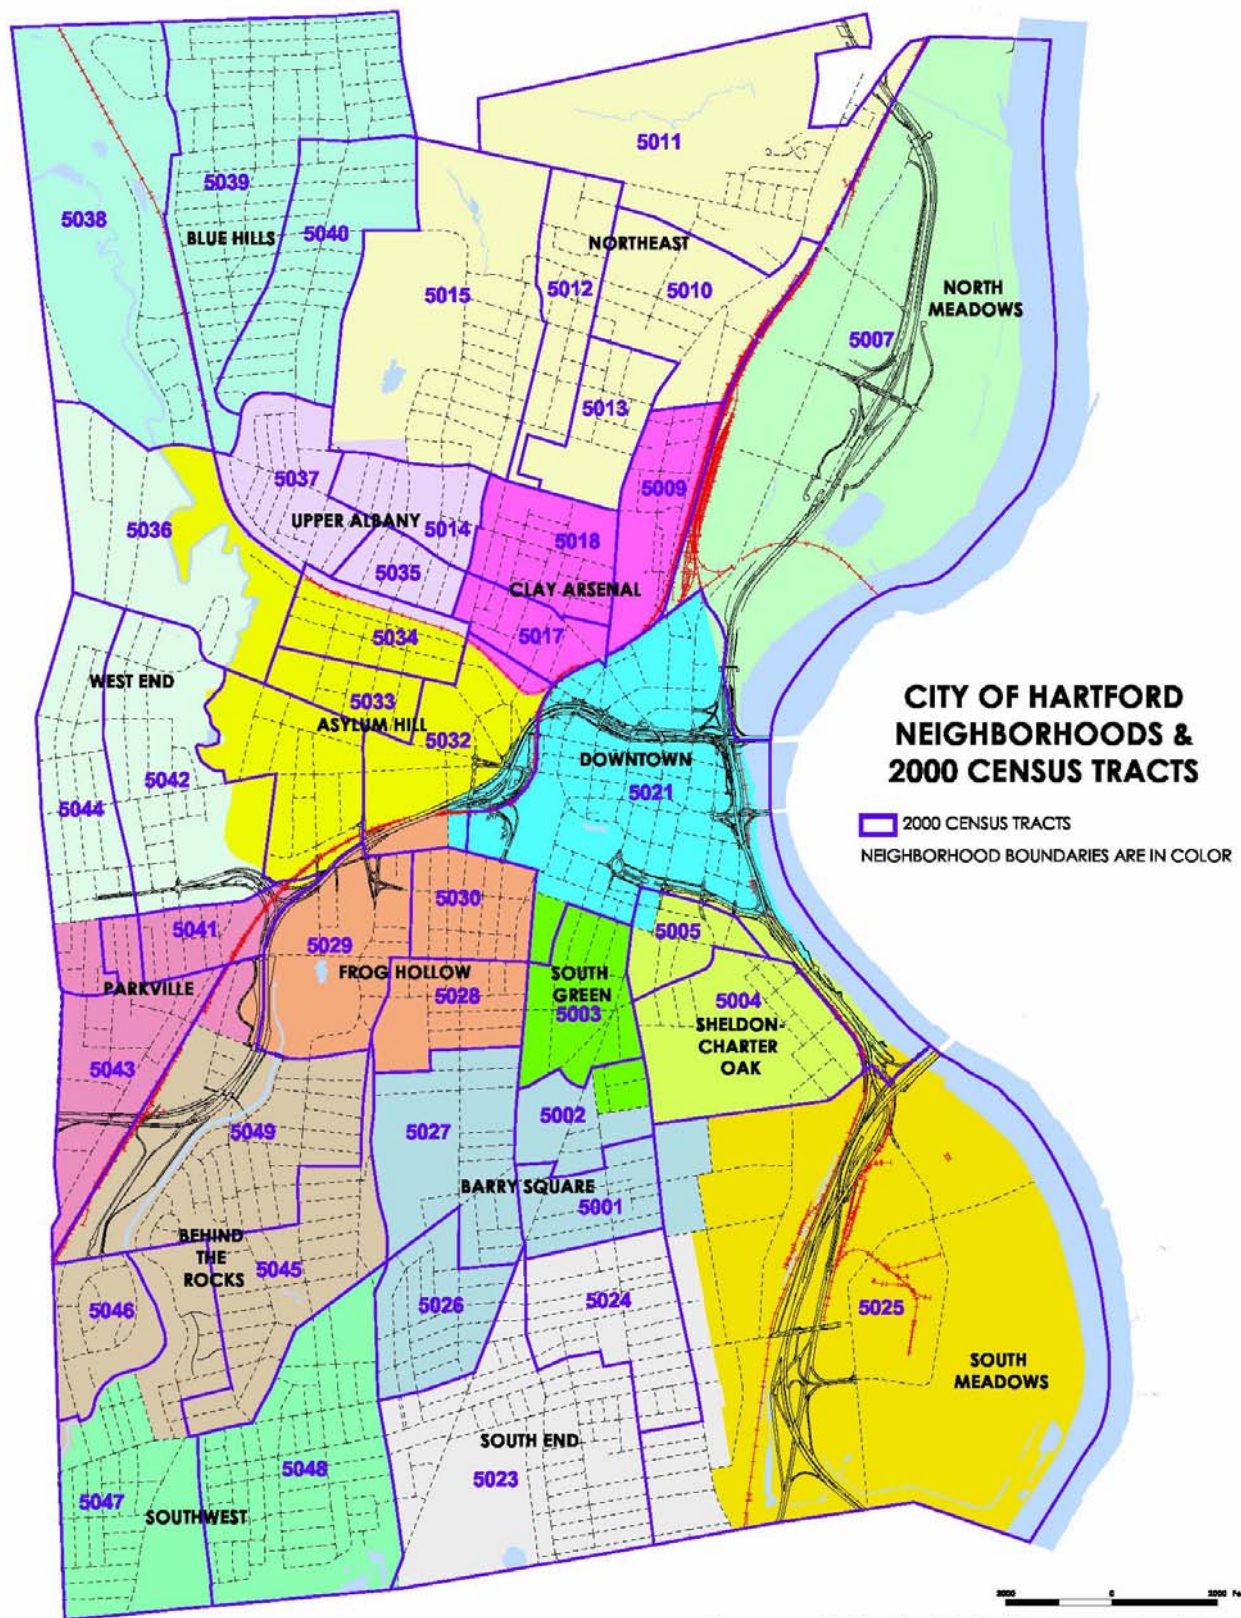 5011
5039
5038
BLUE HILLS
5040
NORTHEAST
5015
5012
5010
NORTH
MEADOWS
5007
5013
5037
5009
5036
UPPER ALBANY
5014
5018
5035
CLAY ARSENAL
5034
5017
WEST END
5033
ASYLUM HILL
5032
CITY OF HARTFORD
NEIGHBORHOODS &
2000 CENSUS TRACTS
DOWNTOWN
5021
5042
5044
2000 CENSUS TRACTS
NEIGHBORHOOD BOUNDARIES ARE IN COLOR
5030
5041
5029
5005
FROG HOLLOW
SOUTH
GREEN
PARKVILLE
5028
5003
5004
SHELDON-
CHARTER
OAK
5043
5049
5027
5002
BARRY SQUARE
5001
BEHIND
THE
ROCKS
5045
5046
5026
5024
5025
SOUTH
MEADOWS
SOUTH END
5048
5023
5047
SOUTHWEST
2000 0 2000